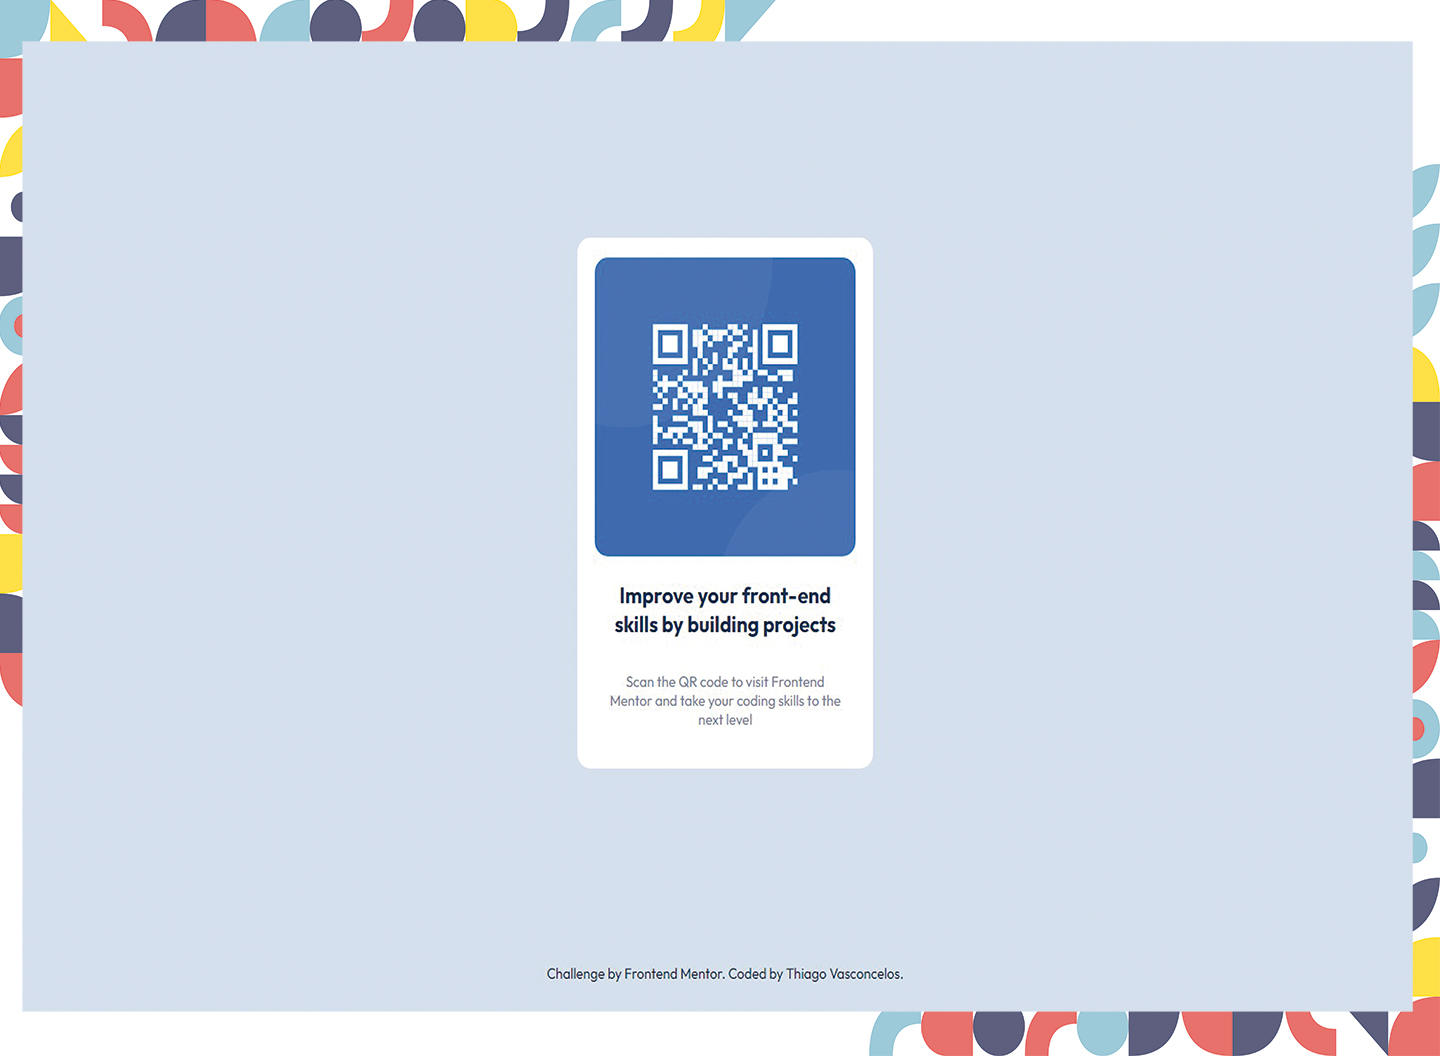 Improve your front-end
skills by building projects
Scan the QR code to visit Frontend
Mentor and take your coding skills to the
next level
Challenge by Frontend Mentor. Coded by Thiago Vasconcelos.